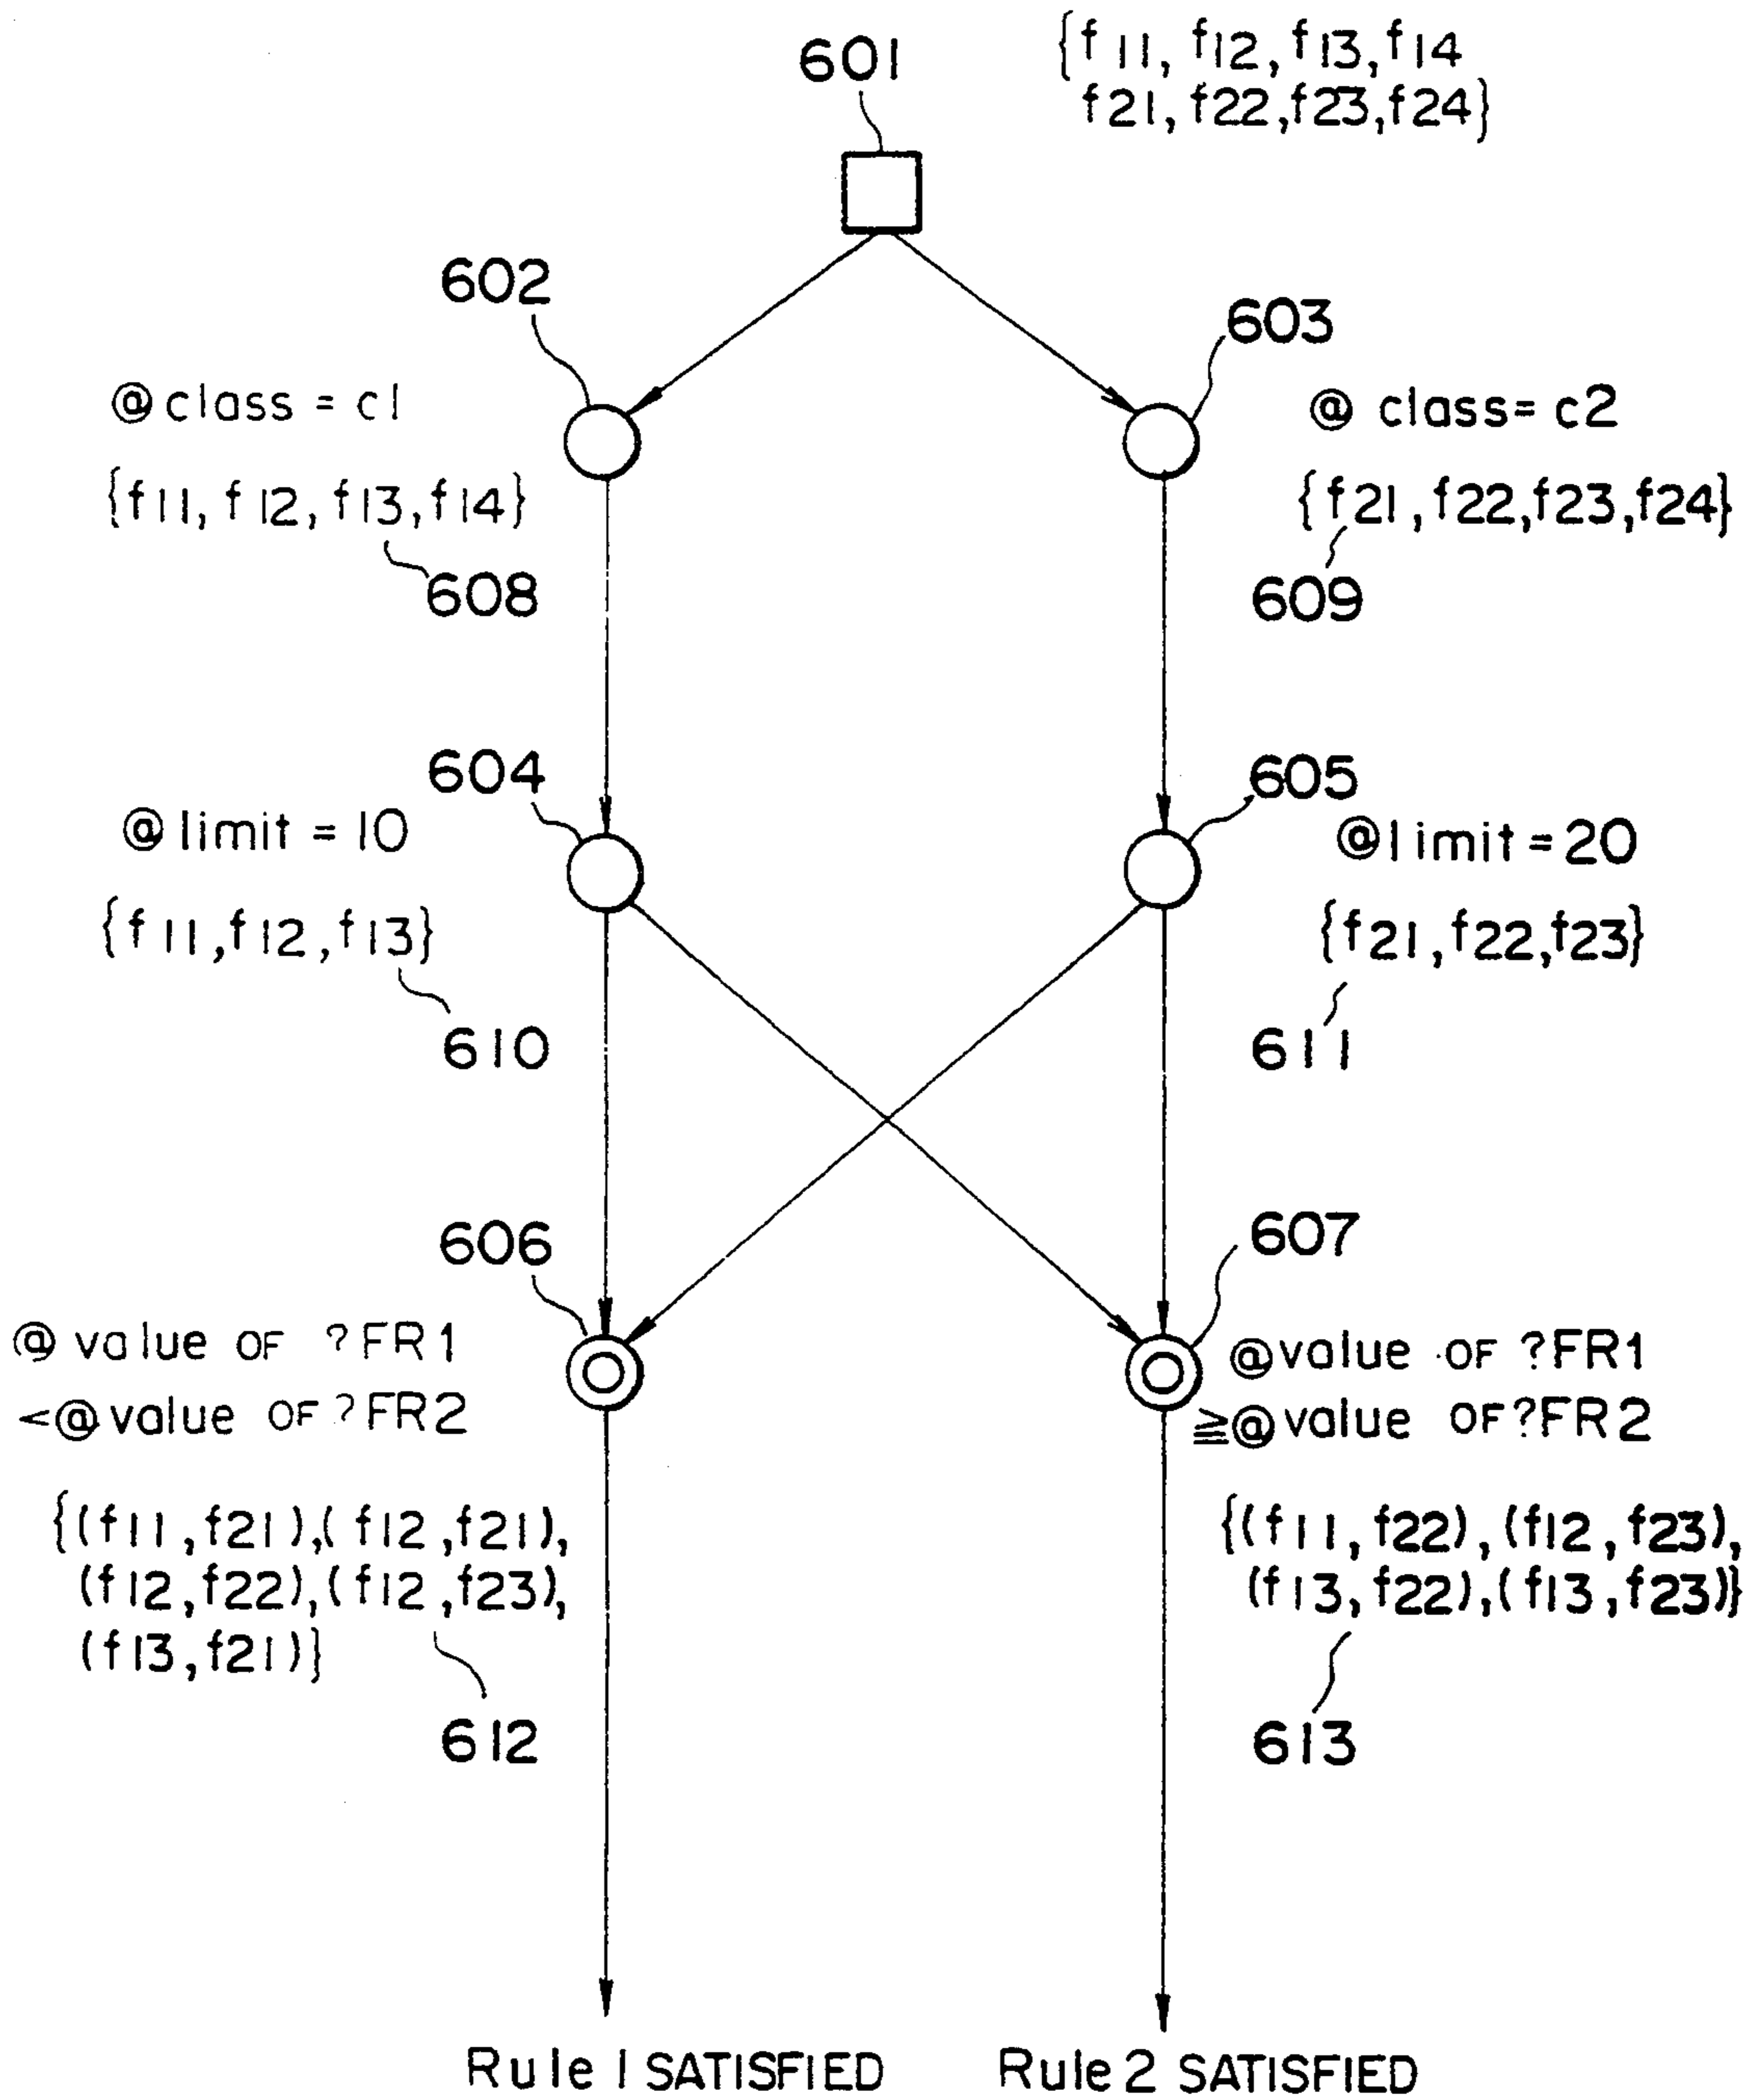 601
{f11, f12, f13, f14
f21, f22, f23, f24}
602
603
@ class = c1
{f11, f12, f13, f14}
608
@ class = c2
{f21, f22, f23, f24}
609
604
605
@ limit = 10
{f11, f12, f13}
610
@ limit = 20
{f21, f22, f23}
611
606
607
@ value OF ?FR1
<@ value OF ?FR2
@ value OF ?FR1
≧@ value OF ?FR2
{(f11, f21), (f12, f21),
(f12, f22), (f12, f23),
(f13, f21)}
612
{(f11, f22), (f12, f23),
(f13, f22), (f13, f23)}
613
Rule 1 SATISFIED
Rule 2 SATISFIED